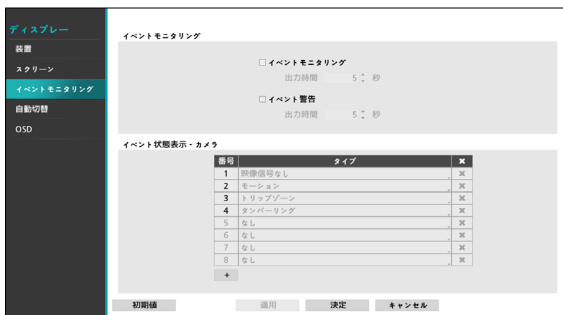 ディスプレー
装置
スクリーン
イベントモニタリング
自動切替
OSD
イベントモニタリング
イベントモニタリング
出力時間 5 秒
イベント警告
出力時間 5 秒
イベント状態表示・カメラ
番号 タイプ ✖
1 映像信号なし ✖
2 モーション ✖
3 トリップゾーン ✖
4 タンパーリング ✖
5 なし ✖
6 なし ✖
7 なし ✖
8 なし ✖
+
初期値 適用 決定 キャンセル